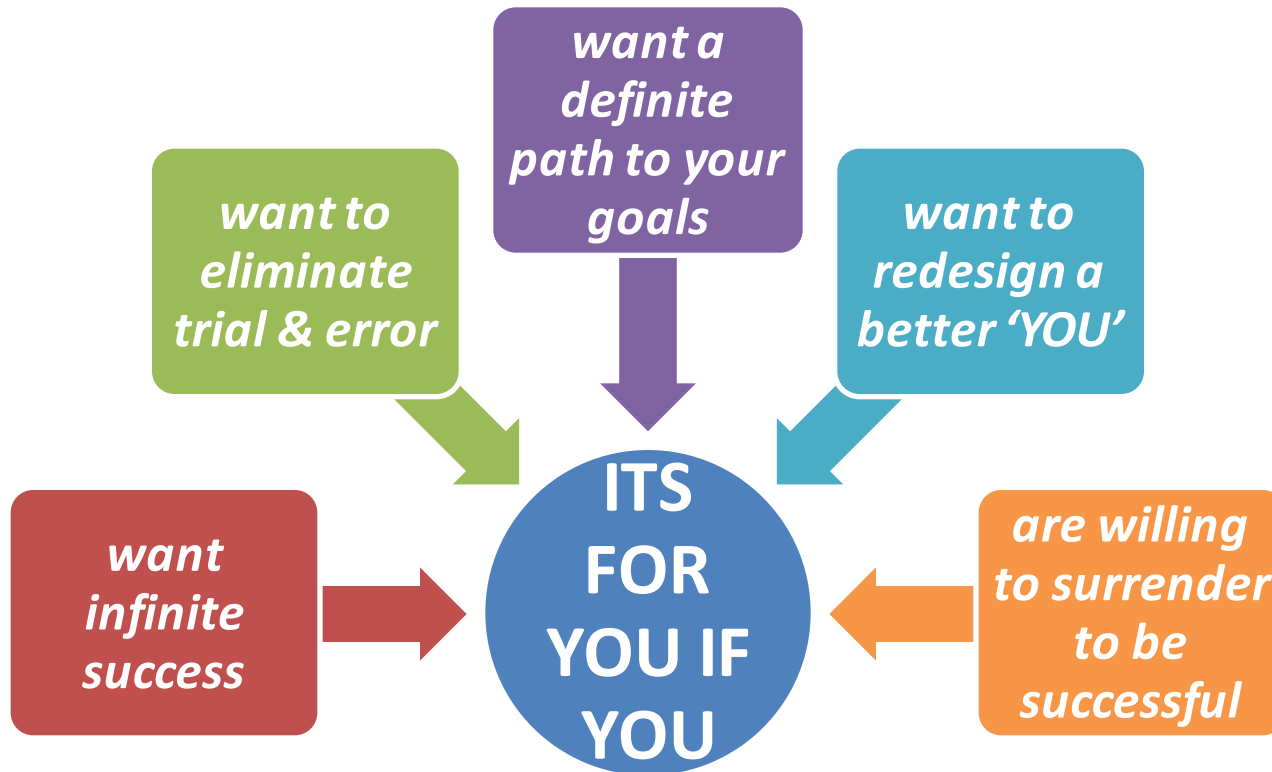 want
infinite
success
want to
eliminate
trial & error
want a
definite
path to your
goals
want to
redesign a
better ‘YOU’
are willing
to surrender
to be
successful
ITS
FOR
YOU IF
YOU